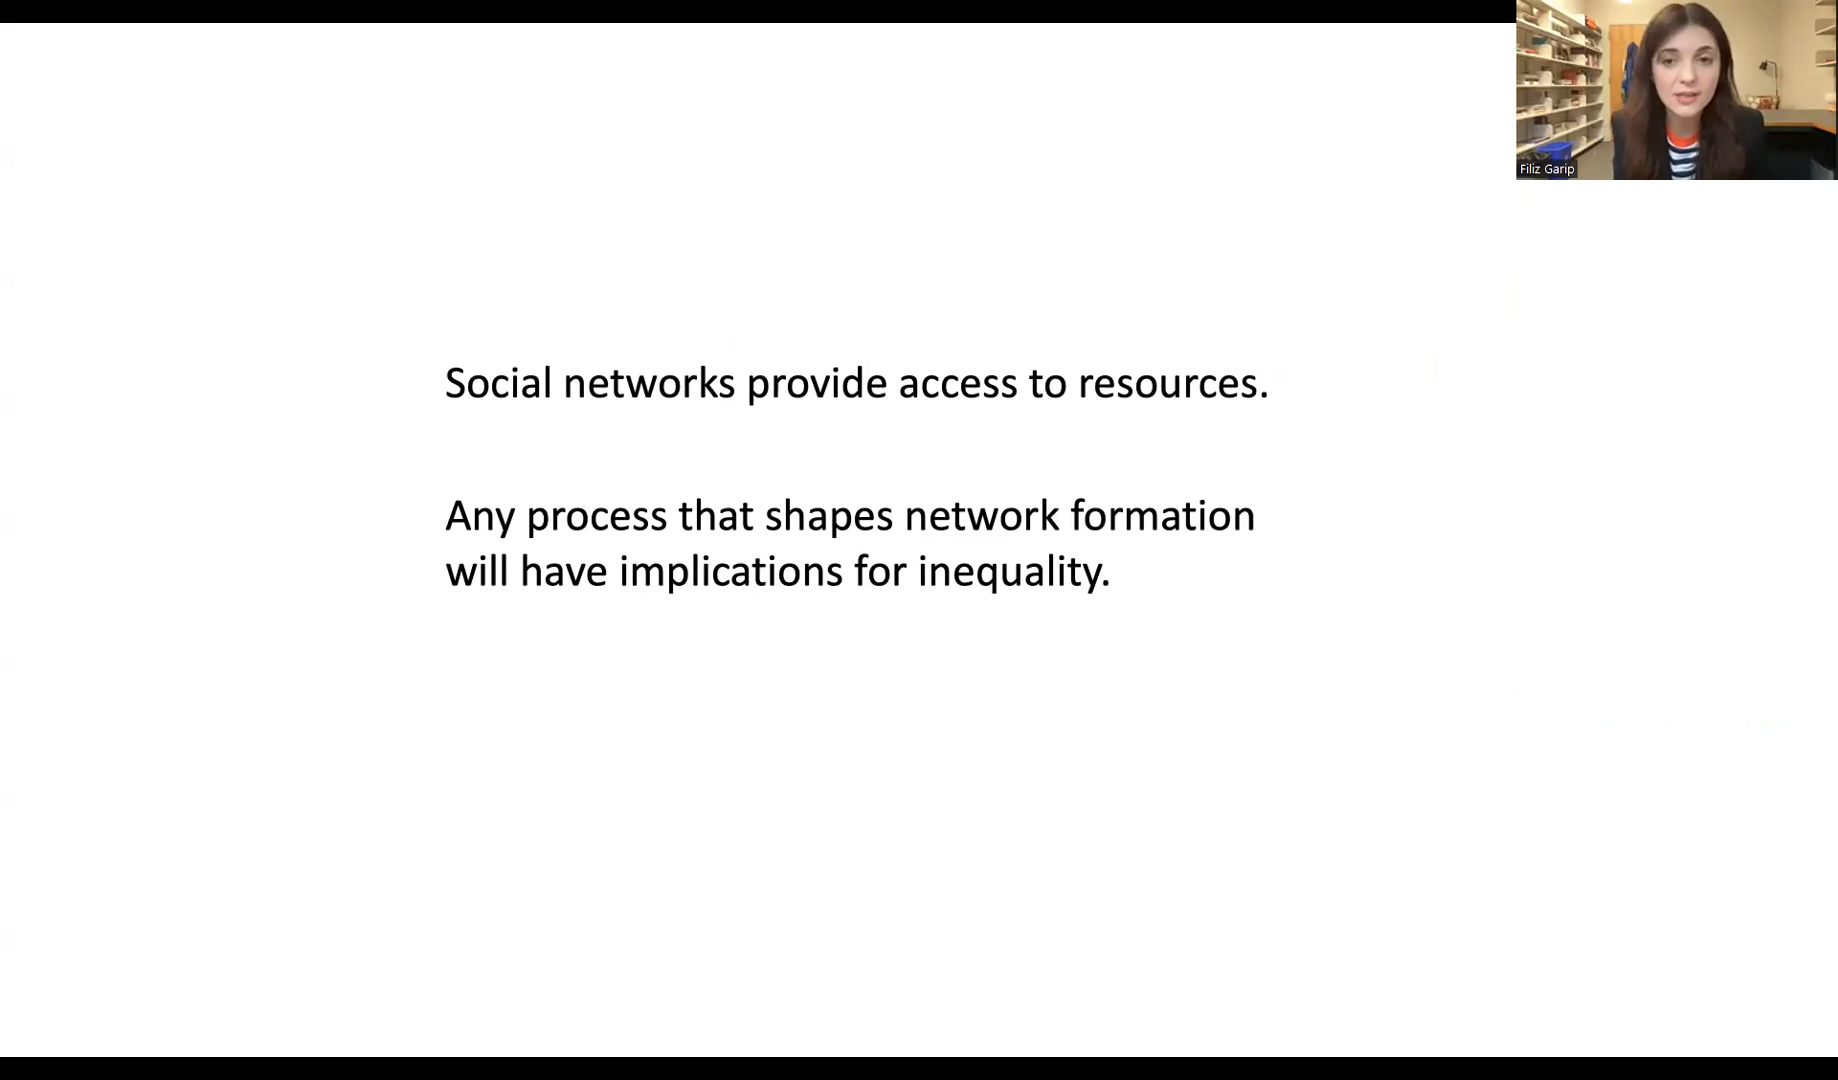 Filiz Garip
Social networks provide access to resources.
Any process that shapes network formation
will have implications for inequality.